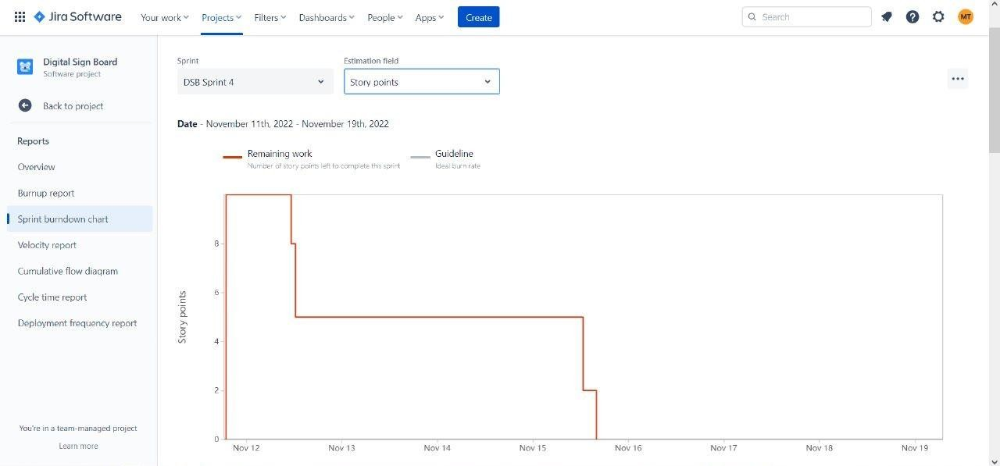 Jira Software Your work Projects Filters Dashboards People Apps Create Search MT
Digital Sign Board
Software project
Back to project
Reports
Overview
Burnup report
Sprint burndown chart
Velocity report
Cumulative flow diagram
Cycle time report
Deployment frequency report
You're in a team-managed project
Learn more
Sprint Estimation field
DSB Sprint 4 Story points
Date - November 11th, 2022 - November 19th, 2022
Remaining work Guideline
Number of story points left to complete this sprint Ideal burn rate
Story points
8
6
4
2
0
Nov 12 Nov 13 Nov 14 Nov 15 Nov 16 Nov 17 Nov 18 Nov 19